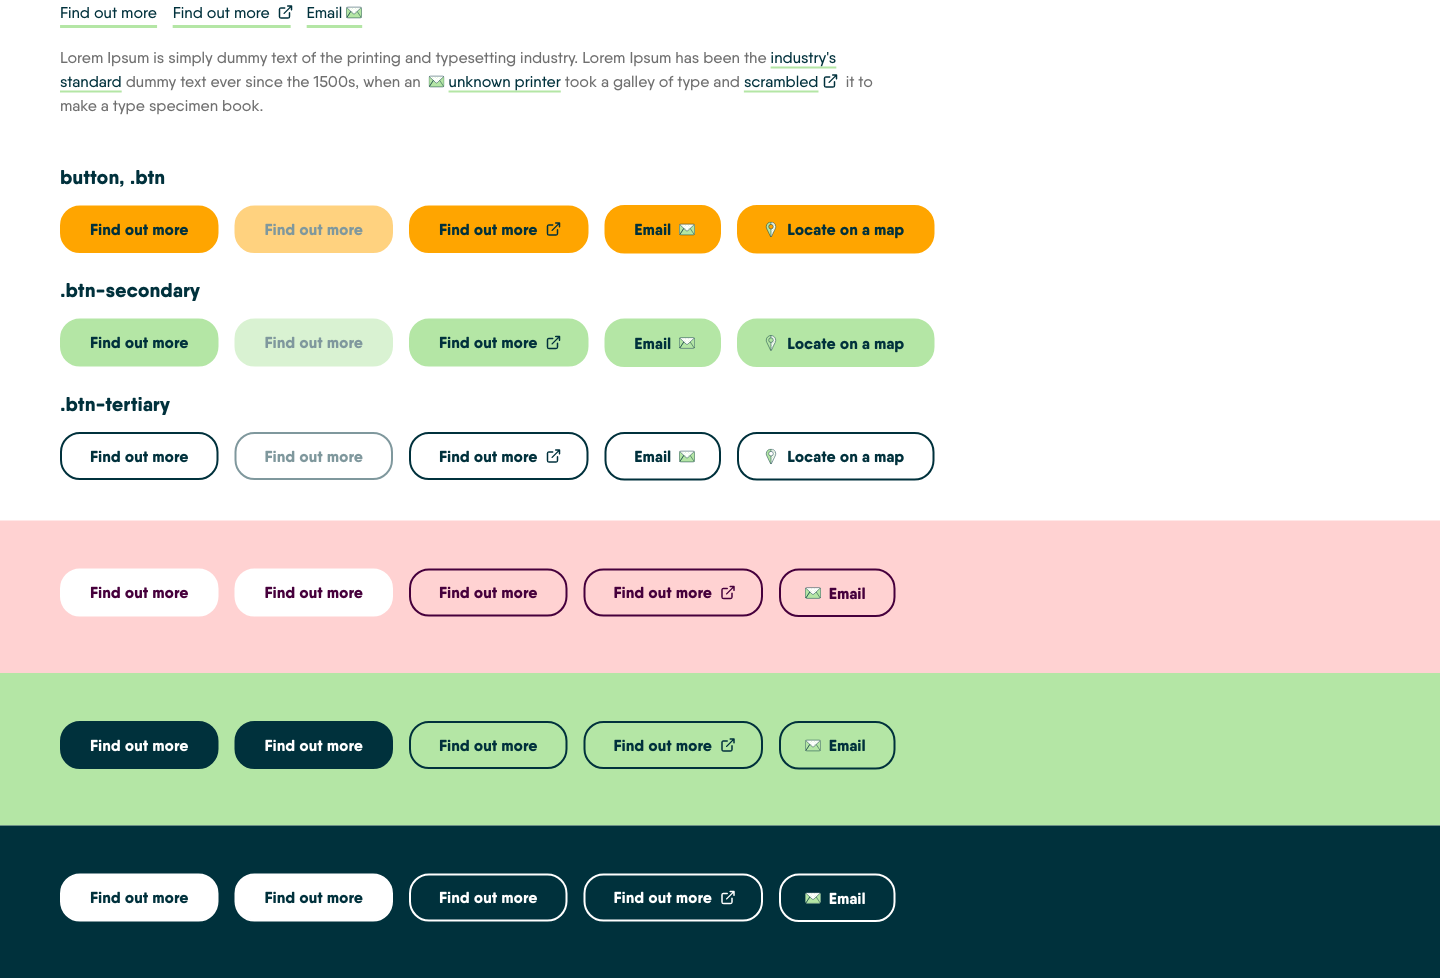 Find out more Find out more Email
Lorem Ipsum is simply dummy text of the printing and typesetting industry. Lorem Ipsum has been the industry's
standard dummy text ever since the 1500s, when an unknown printer took a galley of type and scrambled it to
make a type specimen book.
button, .btn
Find out more Find out more Find out more Email Locate on a map
.btn-secondary
Find out more Find out more Find out more Email Locate on a map
.btn-tertiary
Find out more Find out more Find out more Email Locate on a map
Find out more Find out more Find out more Find out more Email
Find out more Find out more Find out more Find out more Email
Find out more Find out more Find out more Find out more Email